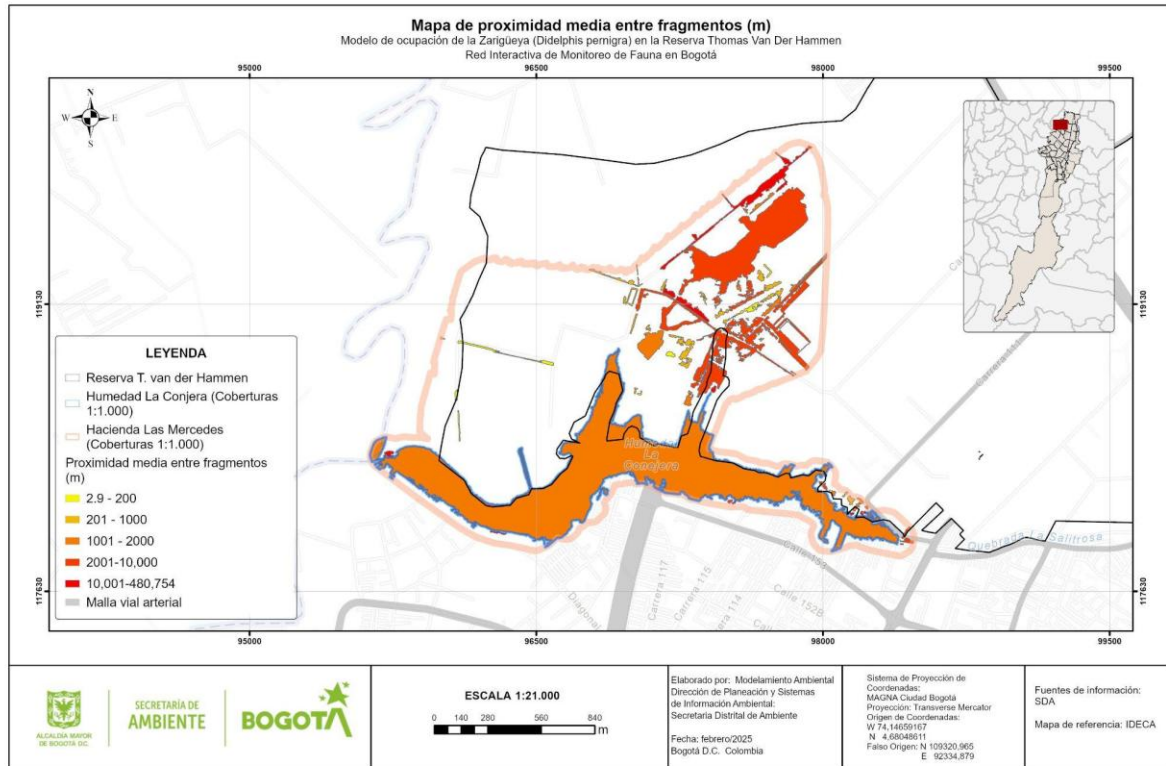 Mapa de proximidad media entre fragmentos (m)
Modelo de ocupación de la Zarigüeya (Didelphis pernigra) en la Reserva Thomas Van Der Hammen
Red Interactiva de Monitoreo de Fauna en Bogotá
95000
96500
98000
99500
N
W E
S
119130
119130
117630
117630
LEYENDA
Reserva T. van der Hammen
Humedad La Conjera (Coberturas
1:1.000)
Hacienda Las Mercedes
(Coberturas 1:1.000)
Proximidad media entre fragmentos
(m)
2.9 - 200
201 - 1000
1001 - 2000
2001-10,000
10,001-480,754
Malla vial arterial
La
Conejera
Quebrada La Salitrosa
Calle 153
Calle 152B
Carrera 117
Carrera 115
Carrera 114
Diagonal
95000
96500
98000
99500
ALCALDÍA MAYOR
DE BOGOTÁ D.C.
SECRETARÍA DE
AMBIENTE
BOGOTÁ
ESCALA 1:21.000
0 140 280 560 840
m
Elaborado por: Modelamiento Ambiental
Dirección de Planeación y Sistemas
de Información Ambiental:
Secretaria Distrital de Ambiente
Fecha: febrero/2025
Bogotá D.C. Colombia
Sistema de Proyección de
Coordenadas:
MAGNA Ciudad Bogotá
Proyección: Transverse Mercator
Origen de Coordenadas:
W 74,14659167
N 4,68048611
Falso Origen: N 109320,965
E 92334,879
Fuentes de información:
SDA
Mapa de referencia: IDECA